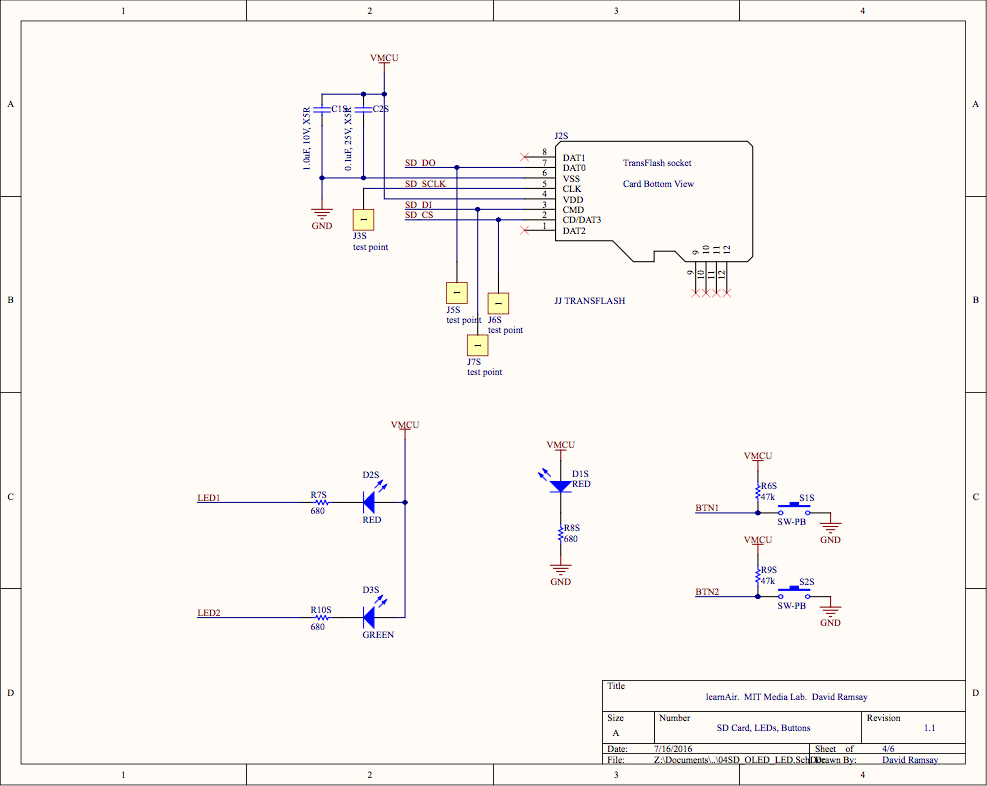 1 2 3 4
A
B
C
D
A
B
C
D
1 2 3 4
VMCU
C1S
1.0uF, 10V, X5R
C2S
0.1uF, 25V, X5R
GND
SD_DO
SD_SCLK
SD_DI
SD_CS
1
J3S
test point
1
J5S
test point
1
J6S
test point
1
J7S
test point
J2S
8 DAT1
7 DAT0
6 VSS
5 CLK
4 VDD
3 CMD
2 CD/DAT3
1 DAT2
TransFlash socket
Card Bottom View
9 10 11 12
9 10 11 12
JJ TRANSFLASH
VMCU
LED1
R7S
680
D2S
RED
LED2
R10S
680
D3S
GREEN
VMCU
D1S
RED
R8S
680
GND
VMCU
R6S
47k
BTN1
S1S
SW-PB
GND
VMCU
R9S
47k
BTN2
S2S
SW-PB
GND
Title
learnAir. MIT Media Lab. David Ramsay
Size
A
Number
SD Card, LEDs, Buttons
Revision
1.1
Date: 7/16/2016 Sheet of 4/6
File: Z:\Documents\..\04SD_OLED_LED.SchDoc Drawn By: David Ramsay